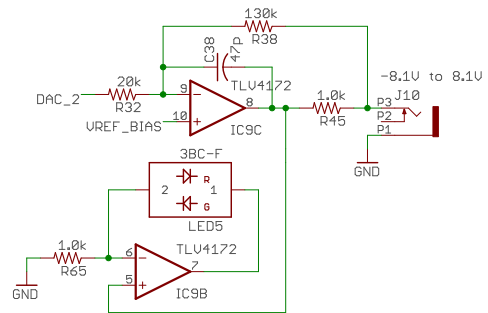 130k
R38
C38
47P
TLV4172
-8.1V to 8.1V
20k
DAC_2
R32
9
8
10
VREF_BIAS
IC9C
1.0k
R45
J10
P3
P2
P1
GND
3BC-F
2
R
1
G
LED5
1.0k
R65
TLV4172
6
7
5
IC9B
GND